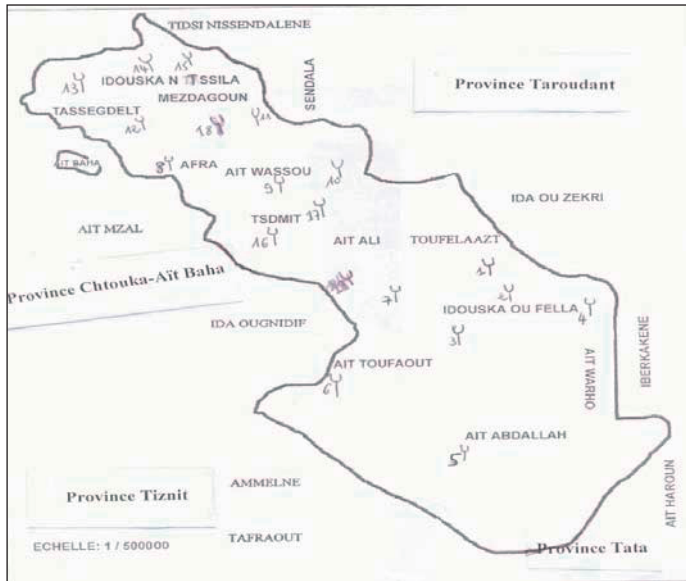 TIDSI NISSENDALENE
14 15
13 IDOUSKA N TSSILA
MEZDAGOUN
SENDALA
Province Taroudant
TASSEGDELT
12 18 11
AIT BAHA
8 AFRA
AIT WASSOU
9 10
IDA OU ZEKRI
AIT MZAL
TSDMIT 17
16
AIT ALI
TOUFELAAZT
1
Province Chtouka-Aït Baha
7 2
IDOUSKA OU FELLA 4
IDA OUGNIDIF
3
AIT TOUFAOUT
6
AIT WARHO
IBERKAKENE
AIT ABDALLAH
5
Province Tiznit
AMMELNE
AIT HAROUN
ECHELLE: 1 / 500000
TAFRAOUT
Province Tata